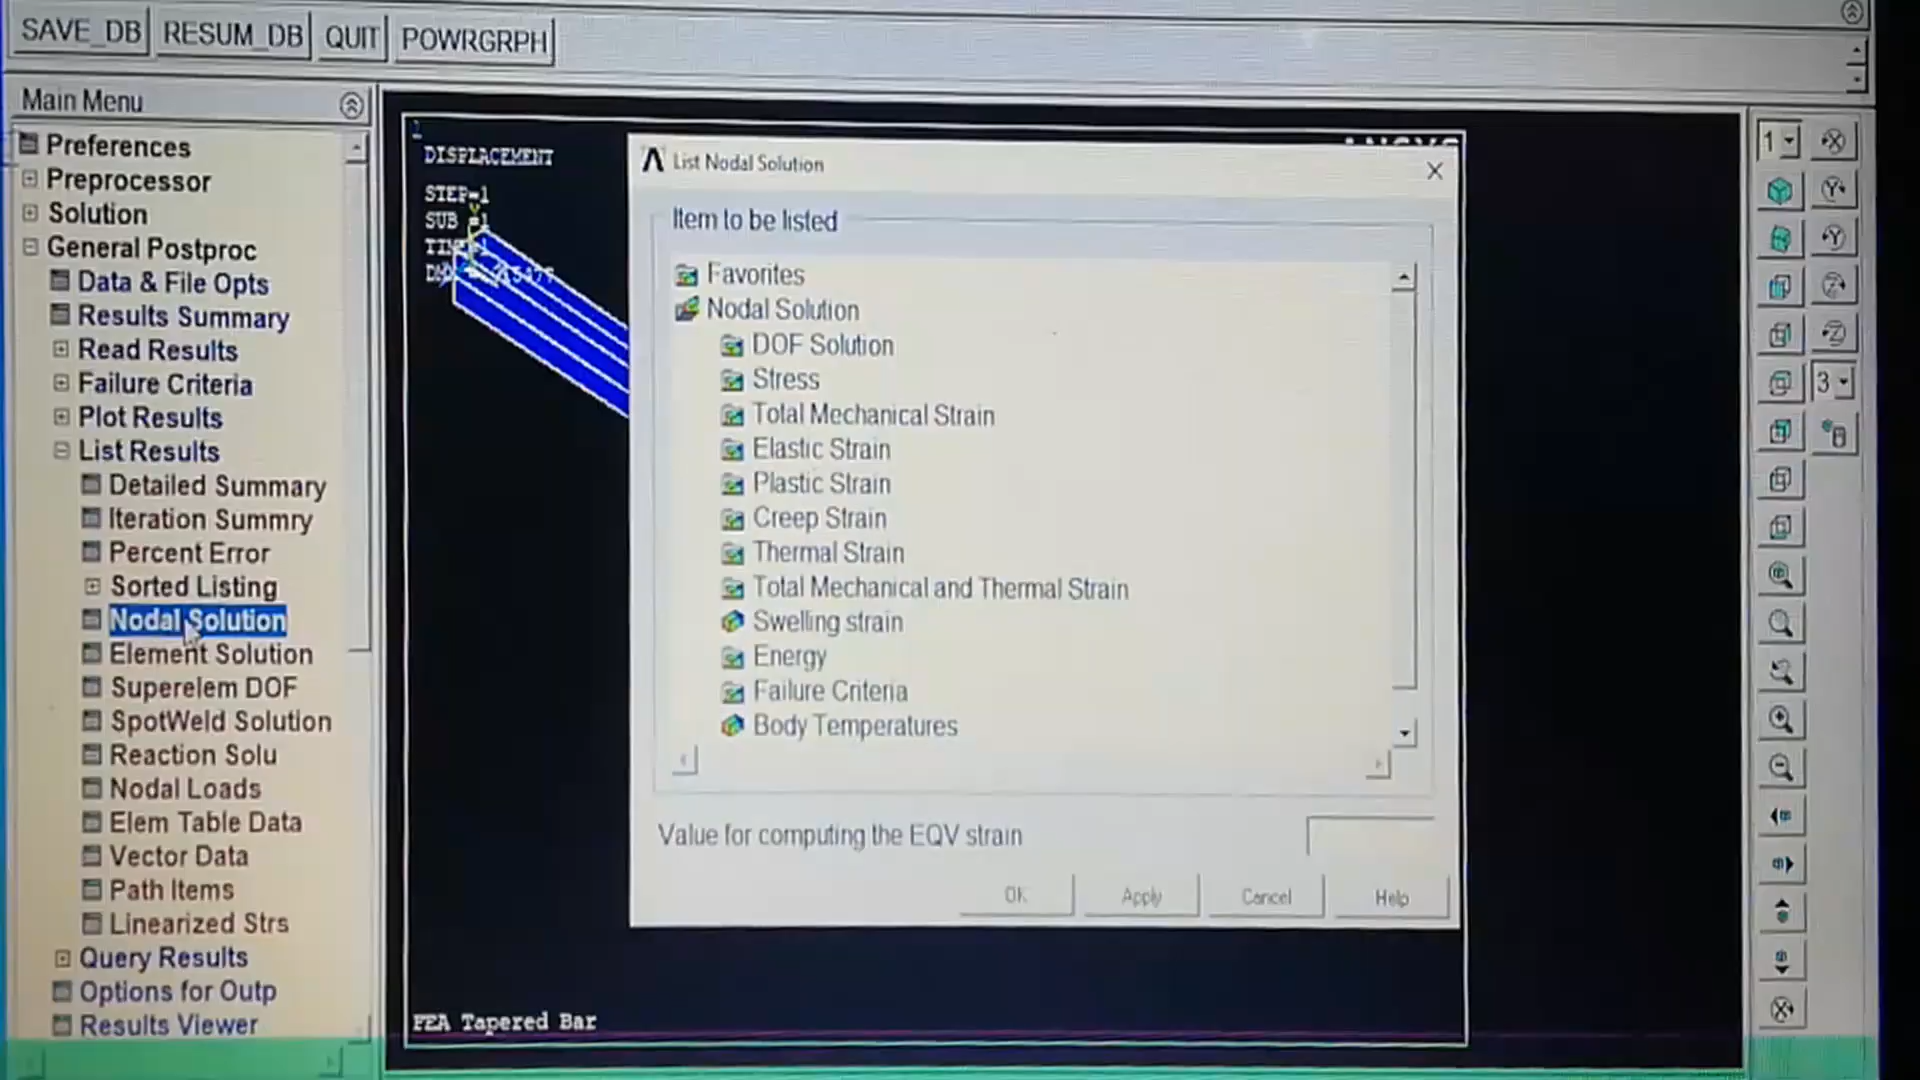 SAVE_DB RESUM_DB QUIT POWRGRPH
Main Menu
Preferences
Preprocessor
Solution
General Postproc
Data & File Opts
Results Summary
Read Results
Failure Criteria
Plot Results
List Results
Detailed Summary
Iteration Summry
Percent Error
Sorted Listing
Nodal Solution
Element Solution
Superelem DOF
SpotWeld Solution
Reaction Solu
Nodal Loads
Elem Table Data
Vector Data
Path Items
Linearized Strs
Query Results
Options for Outp
Results Viewer
1
DISPLACEMENT
STEP=1
SUB =1
TIME=1
FEA Tapered Bar
List Nodal Solution
Item to be listed
Favorites
Nodal Solution
DOF Solution
Stress
Total Mechanical Strain
Elastic Strain
Plastic Strain
Creep Strain
Thermal Strain
Total Mechanical and Thermal Strain
Swelling strain
Energy
Failure Criteria
Body Temperatures
Value for computing the EQV strain
OK Apply Cancel Help
1
3